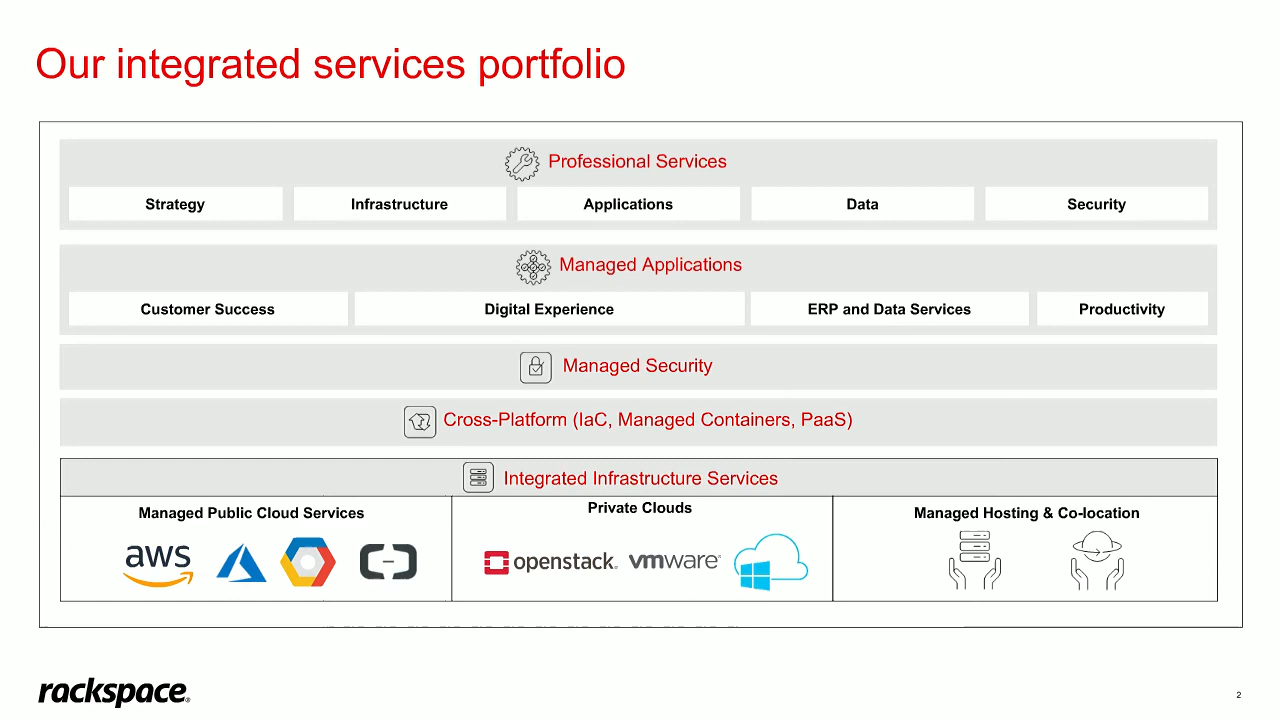 Our integrated services portfolio
Professional Services
Strategy
Infrastructure
Applications
Data
Security
Managed Applications
Customer Success
Digital Experience
ERP and Data Services
Productivity
Managed Security
Cross-Platform (IaC, Managed Containers, PaaS)
Integrated Infrastructure Services
Managed Public Cloud Services
Private Clouds
Managed Hosting & Co-location
aws
openstack.
vmware
rackspace
2